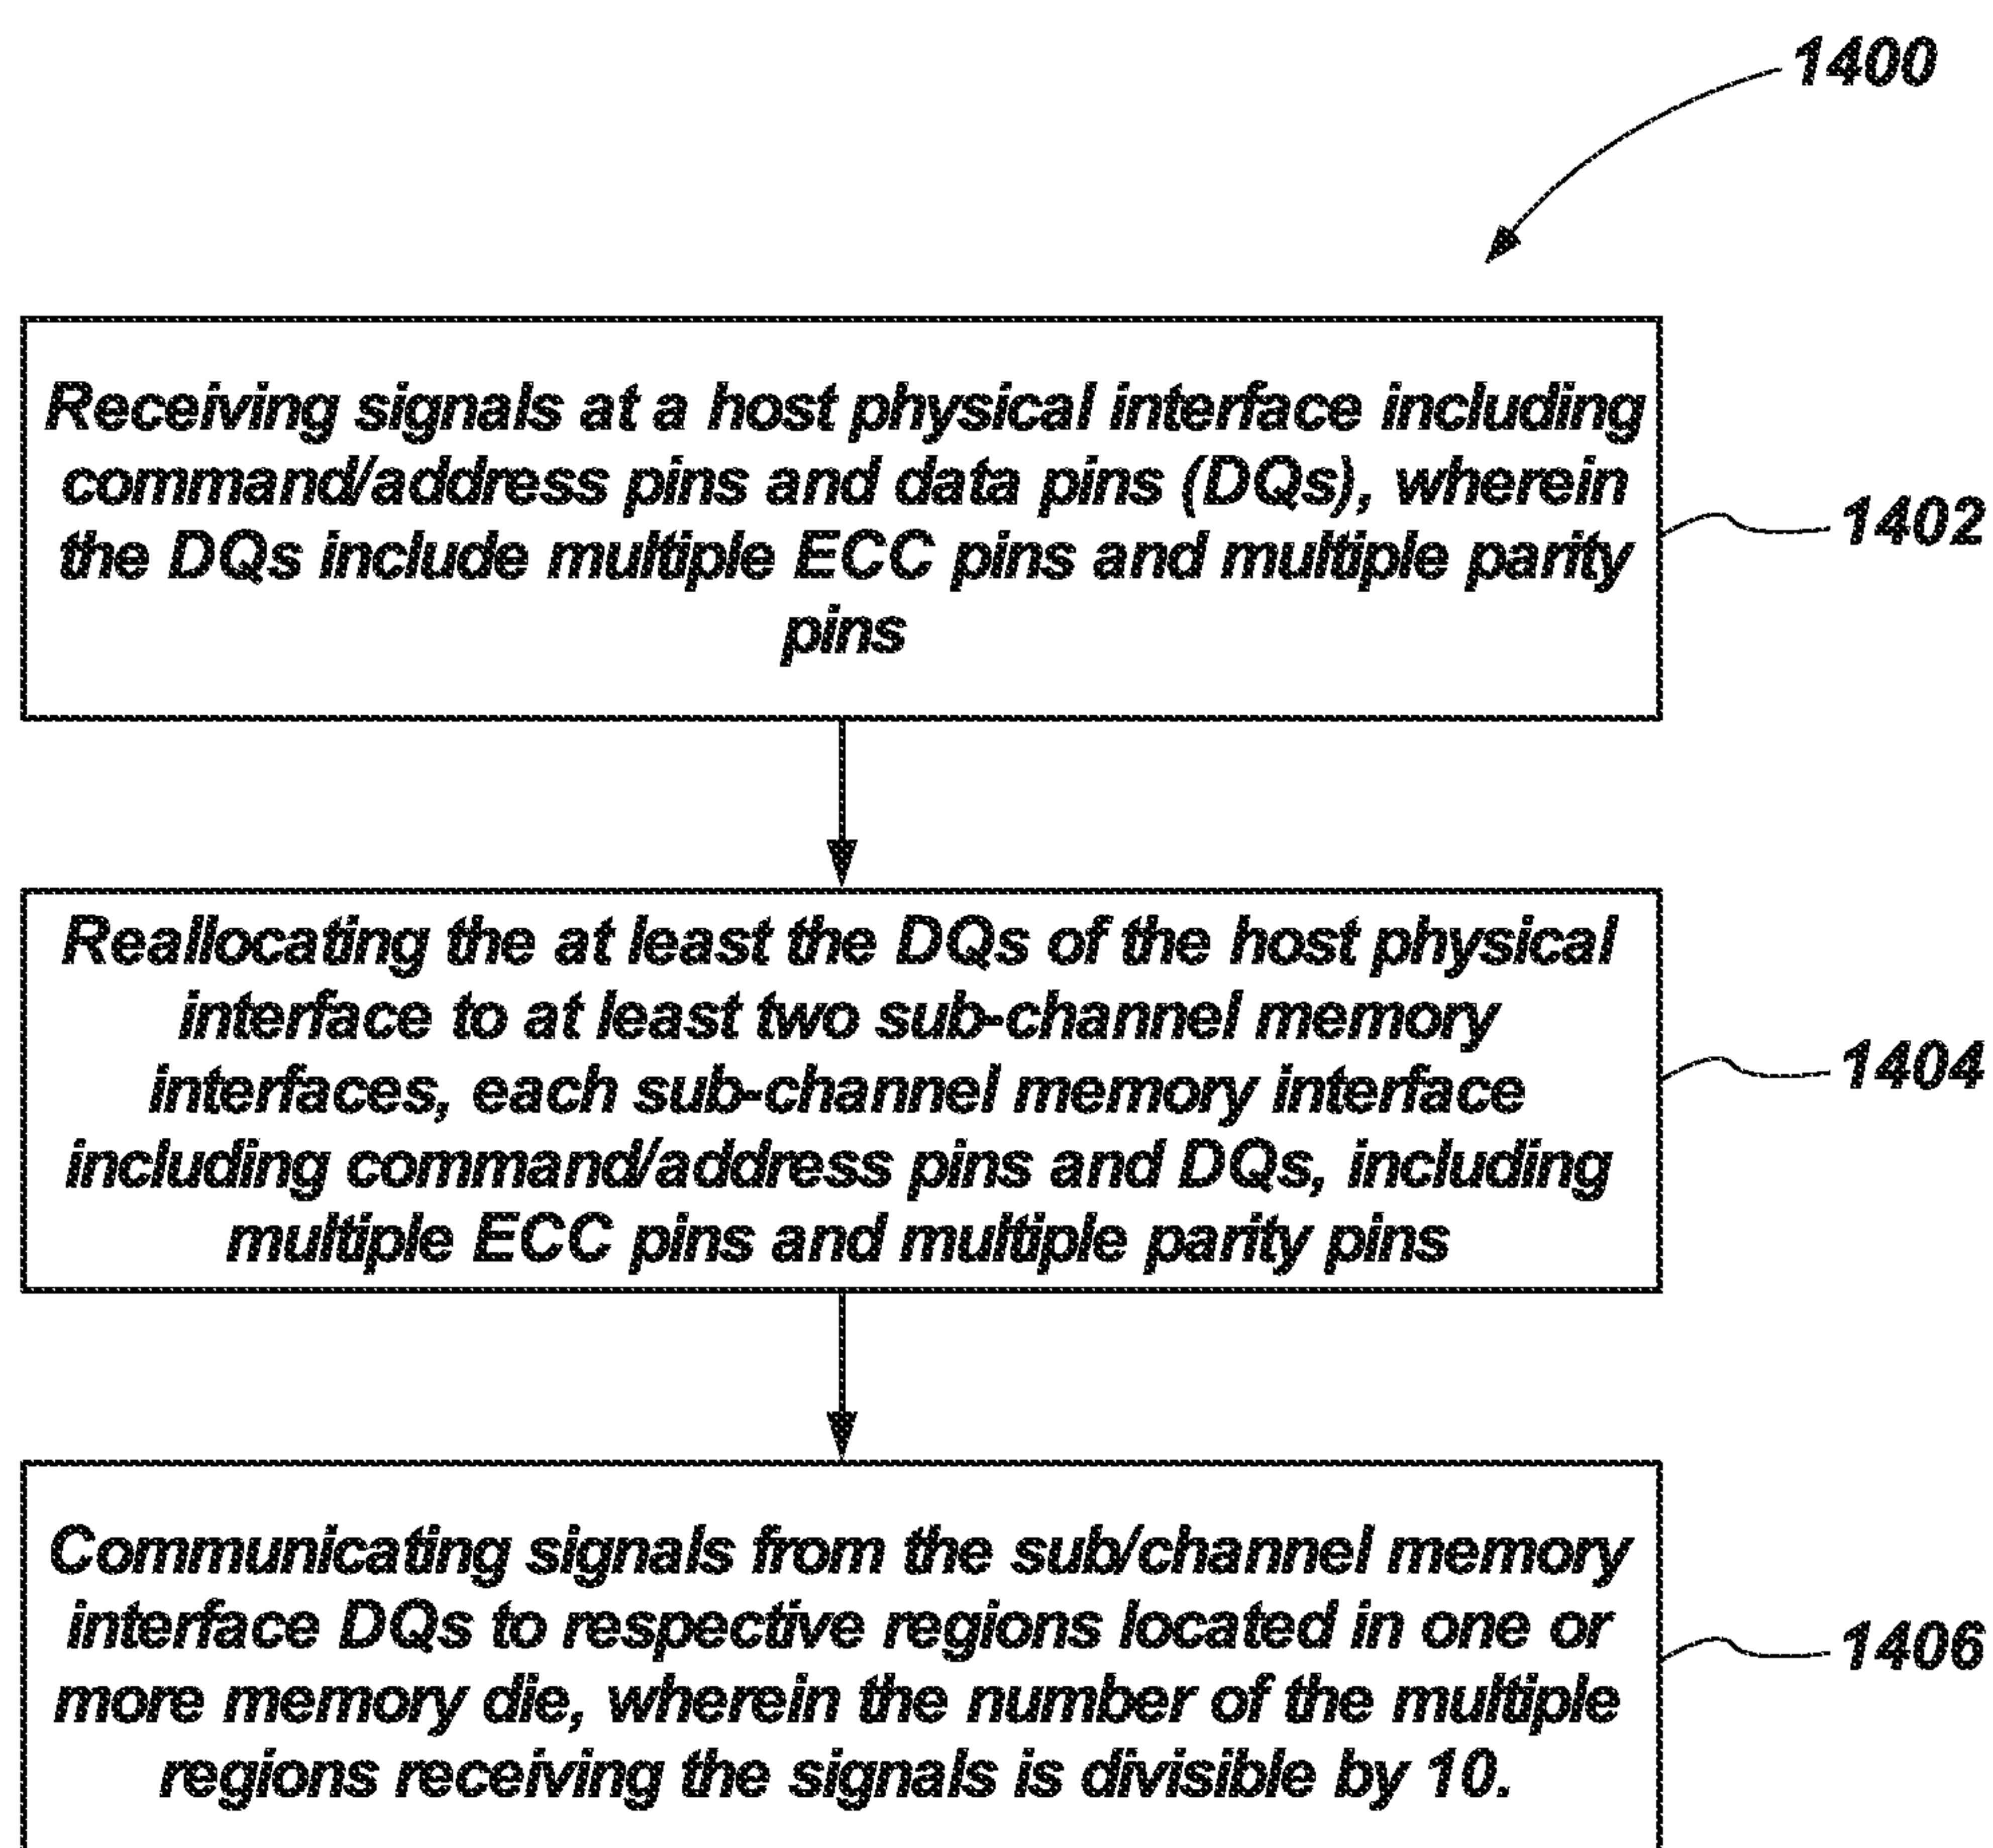 1400
Receiving signals at a host physical interface including
command/address pins and data pins (DQs), wherein
the DQs include multiple ECC pins and multiple parity
pins
1402
Reallocating the at least the DQs of the host physical
interface to at least two sub-channel memory
interfaces, each sub-channel memory interface
including command/address pins and DQs, including
multiple ECC pins and multiple parity pins
1404
Communicating signals from the sub/channel memory
interface DQs to respective regions located in one or
more memory die, wherein the number of the multiple
regions receiving the signals is divisible by 10.
1406